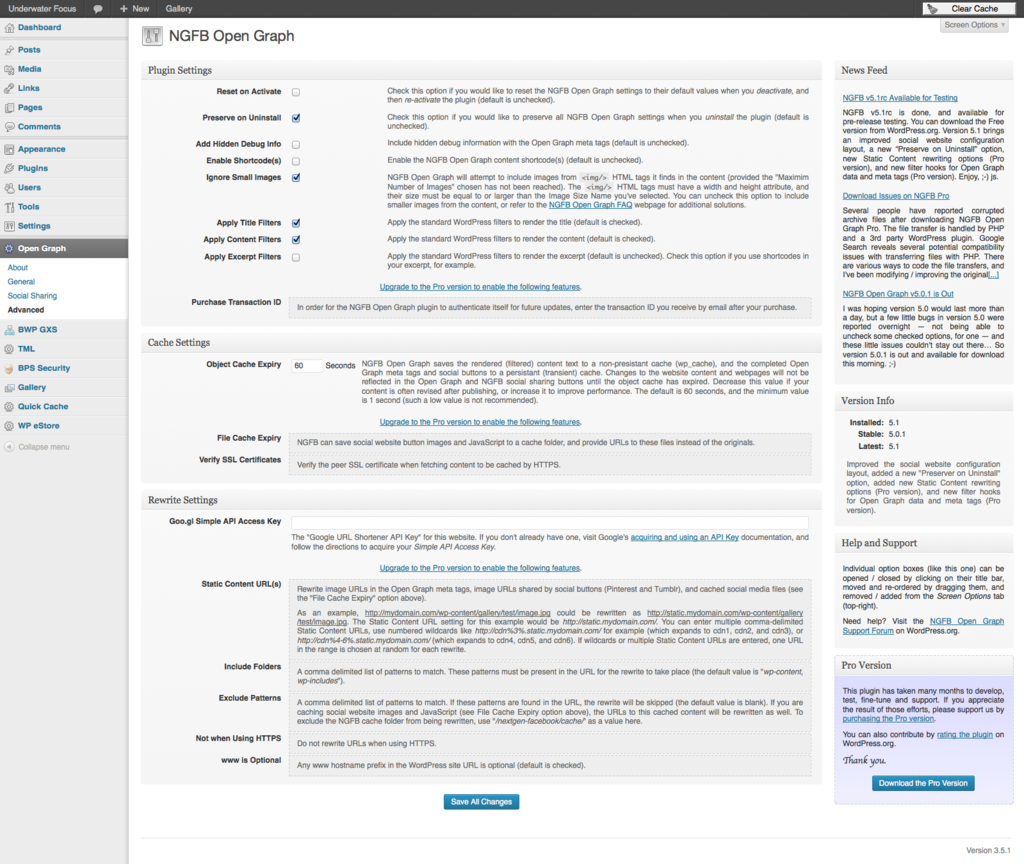 Underwater Focus
New
Gallery
Clear Cache
Screen Options
Dashboard
Posts
Media
Links
Pages
Comments
Appearance
Plugins
Users
Tools
Settings
Open Graph
About
General
Social Sharing
Advanced
BWP GXS
TML
BPS Security
Gallery
Quick Cache
WP eStore
Collapse menu
NGFB Open Graph
Plugin Settings
Reset on Activate
Check this option if you would like to reset the NGFB Open Graph settings to their default values when you deactivate, and
then re-activate the plugin (default is unchecked).
Preserve on Uninstall
Check this option if you would like to preserve all NGFB Open Graph settings when you uninstall the plugin (default is
unchecked).
Add Hidden Debug Info
Include hidden debug information with the Open Graph meta tags (default is unchecked).
Enable Shortcode(s)
Enable the NGFB Open Graph content shortcode(s) (default is unchecked).
Ignore Small Images
NGFB Open Graph will attempt to include images from <img/> HTML tags it finds in the content (provided the "Maximim
Number of Images" chosen has not been reached). The <img/> HTML tags must have a width and height attribute, and
their size must be equal to or larger than the Image Size Name you've selected. You can uncheck this option to include
smaller images from the content, or refer to the NGFB Open Graph FAQ webpage for additional solutions.
Apply Title Filters
Apply the standard WordPress filters to render the title (default is checked).
Apply Content Filters
Apply the standard WordPress filters to render the content (default is checked).
Apply Excerpt Filters
Apply the standard WordPress filters to render the excerpt (default is unchecked). Check this option if you use shortcodes in
your excerpt, for example.
Upgrade to the Pro version to enable the following features.
Purchase Transaction ID
In order for the NGFB Open Graph plugin to authenticate itself for future updates, enter the transaction ID you receive by email after your purchase.
Cache Settings
Object Cache Expiry
60 Seconds
NGFB Open Graph saves the rendered (filtered) content text to a non-presistant cache (wp_cache), and the completed Open
Graph meta tags and social buttons to a persistant (transient) cache. Changes to the website content and webpages will not be
reflected in the Open Graph and NGFB social sharing buttons until the object cache has expired. Decrease this value if your
content is often revised after publishing, or increase it to improve performance. The default is 60 seconds, and the minimum value
is 1 second (such a low value is not recommended).
Upgrade to the Pro version to enable the following features.
File Cache Expiry
NGFB can save social website button images and JavaScript to a cache folder, and provide URLs to these files instead of the originals.
Verify SSL Certificates
Verify the peer SSL certificate when fetching content to be cached by HTTPS.
Rewrite Settings
Goo.gl Simple API Access Key
The "Google URL Shortener API Key" for this website. If you don't already have one, visit Google's acquiring and using an API Key documentation, and
follow the directions to acquire your Simple API Access Key.
Upgrade to the Pro version to enable the following features.
Static Content URL(s)
Rewrite image URLs in the Open Graph meta tags, image URLs shared by social buttons (Pinterest and Tumblr), and cached social media files (see
the "File Cache Expiry" option above).
As an example, http://mydomain.com/wp-content/gallery/test/image.jpg could be rewritten as http://static.mydomain.com/wp-content/gallery
/test/image.jpg. The Static Content URL setting for this example would be http://static.mydomain.com/. You can enter multiple comma-delimited
Static Content URLs, use numbered wildcards like http://cdn%3%.static.mydomain.com/ for example (which expands to cdn1, cdn2, and cdn3), or
http://cdn%4-6%.static.mydomain.com/ (which expands to cdn4, cdn5, and cdn6). If wildcards or multiple Static Content URLs are entered, one URL
in the range is chosen at random for each rewrite.
Include Folders
A comma delimited list of patterns to match. These patterns must be present in the URL for the rewrite to take place (the default value is "wp-content,
wp-includes").
Exclude Patterns
A comma delimited list of patterns to match. If these patterns are found in the URL, the rewrite will be skipped (the default value is blank). If you are
caching social website images and JavaScript (see File Cache Expiry option above), the URLs to this cached content will be rewritten as well. To
exclude the NGFB cache folder from being rewritten, use "/nextgen-facebook/cache/" as a value here.
Not when Using HTTPS
Do not rewrite URLs when using HTTPS.
www is Optional
Any www hostname prefix in the WordPress site URL is optional (default is checked).
Save All Changes
News Feed
NGFB v5.1rc Available for Testing
NGFB v5.1rc is done, and available for
pre-release testing. You can download the Free
version from WordPress.org. Version 5.1 brings
an improved social website configuration
layout, a new "Preserve on Uninstall" option,
new Static Content rewriting options (Pro
version), and new filter hooks for Open Graph
data and meta tags (Pro version). Enjoy, ;-) js.
Download Issues on NGFB Pro
Several people have reported corrupted
archive files after downloading NGFB Open
Graph Pro. The file transfer is handled by PHP
and a 3rd party WordPress plugin. Google
Search reveals several potential compatibility
issues with transferring files with PHP. There
are various ways to code the file transfers, and
I've been modifying / improving the original[...]
NGFB Open Graph v5.0.1 is Out
I was hoping version 5.0 would last more than
a day, but a few little bugs in version 5.0 were
reported overnight — not being able to
uncheck some checked options, for one — and
these little issues couldn't stay out there... So
version 5.0.1 is out and available for download
this morning. ;-)
Version Info
Installed: 5.1
Stable: 5.0.1
Latest: 5.1
Improved the social website configuration
layout, added a new "Preserver on Uninstall"
option, added new Static Content rewriting
options (Pro version), and new filter hooks
for Open Graph data and meta tags (Pro
version).
Help and Support
Individual option boxes (like this one) can be
opened / closed by clicking on their title bar,
moved and re-ordered by dragging them, and
removed / added from the Screen Options tab
(top-right).
Need help? Visit the NGFB Open Graph
Support Forum on WordPress.org.
Pro Version
This plugin has taken many months to develop,
test, fine-tune and support. If you appreciate
the result of those efforts, please support us by
purchasing the Pro version.
You can also contribute by rating the plugin on
WordPress.org.
Thank you.
Download the Pro Version
Version 3.5.1